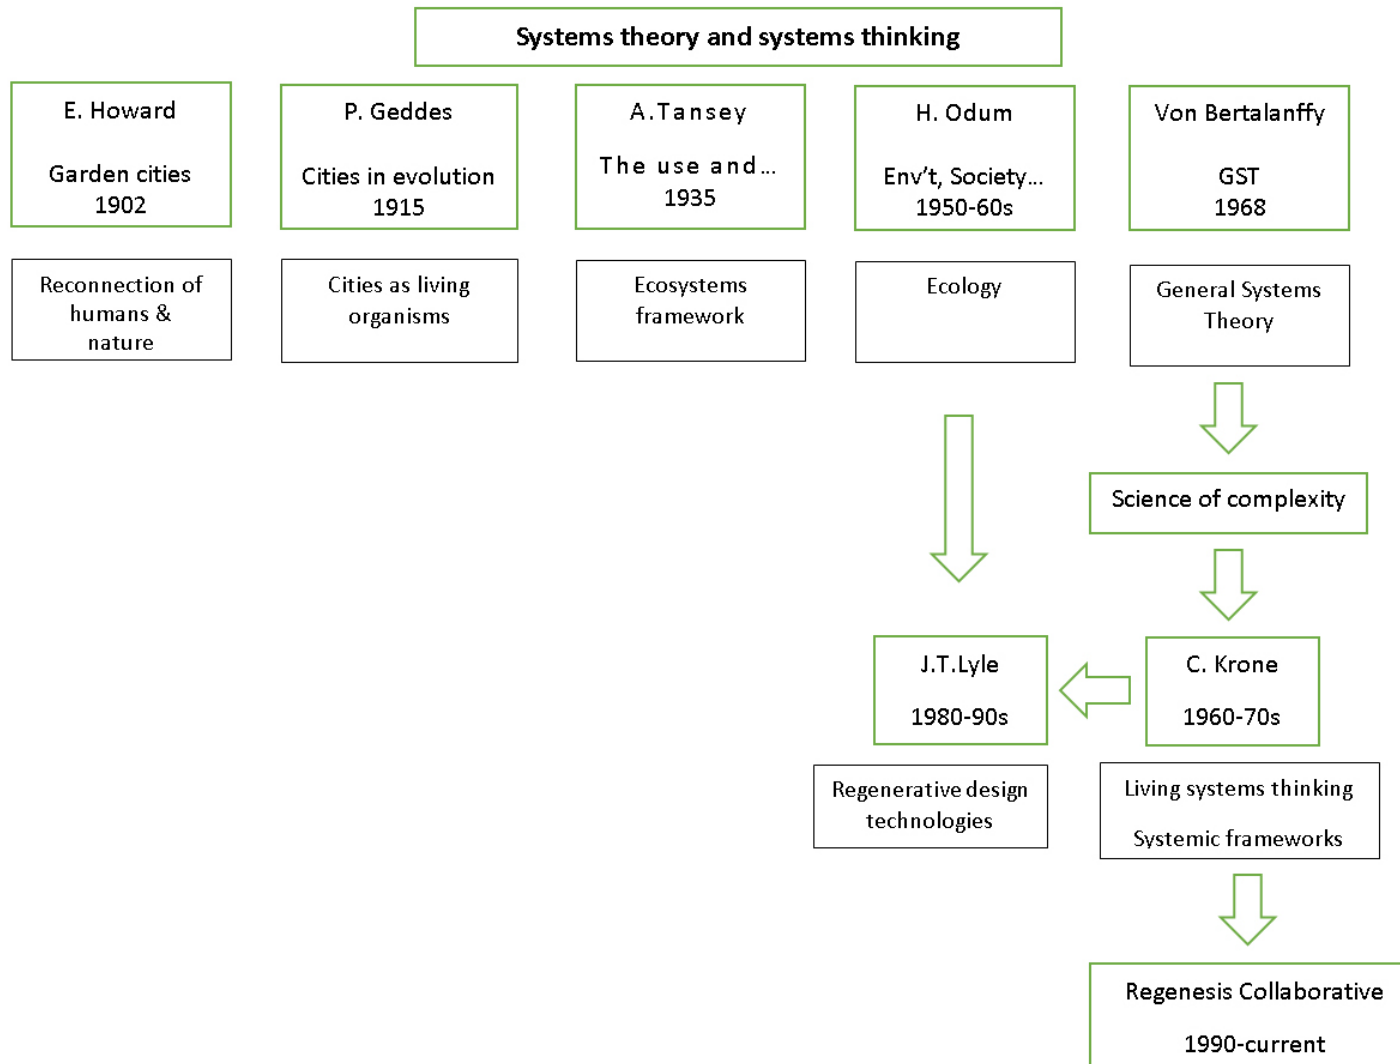 Systems theory and systems thinking
E. Howard
Garden cities
1902
P. Geddes
Cities in evolution
1915
A.Tansey
The use and...
1935
H. Odum
Env't, Society...
1950-60s
Von Bertalanffy
GST
1968
Reconnection of
humans &
nature
Cities as living
organisms
Ecosystems
framework
Ecology
General Systems
Theory
Science of complexity
J.T.Lyle
1980-90s
C. Krone
1960-70s
Regenerative design
technologies
Living systems thinking
Systemic frameworks
Regenesis Collaborative
1990-current